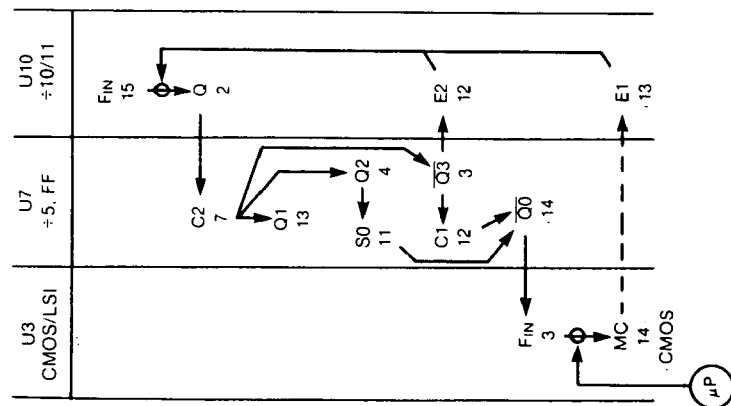 U10
÷10/11
FIN
15
Q
2
E2
12
E1
13
U7
÷5, FF
C2
7
Q1
13
Q2
4
S0
11
Q3
3
C1
12
Q0
14
U3
CMOS/LSI
FIN
3
MC
14
CMOS
μP